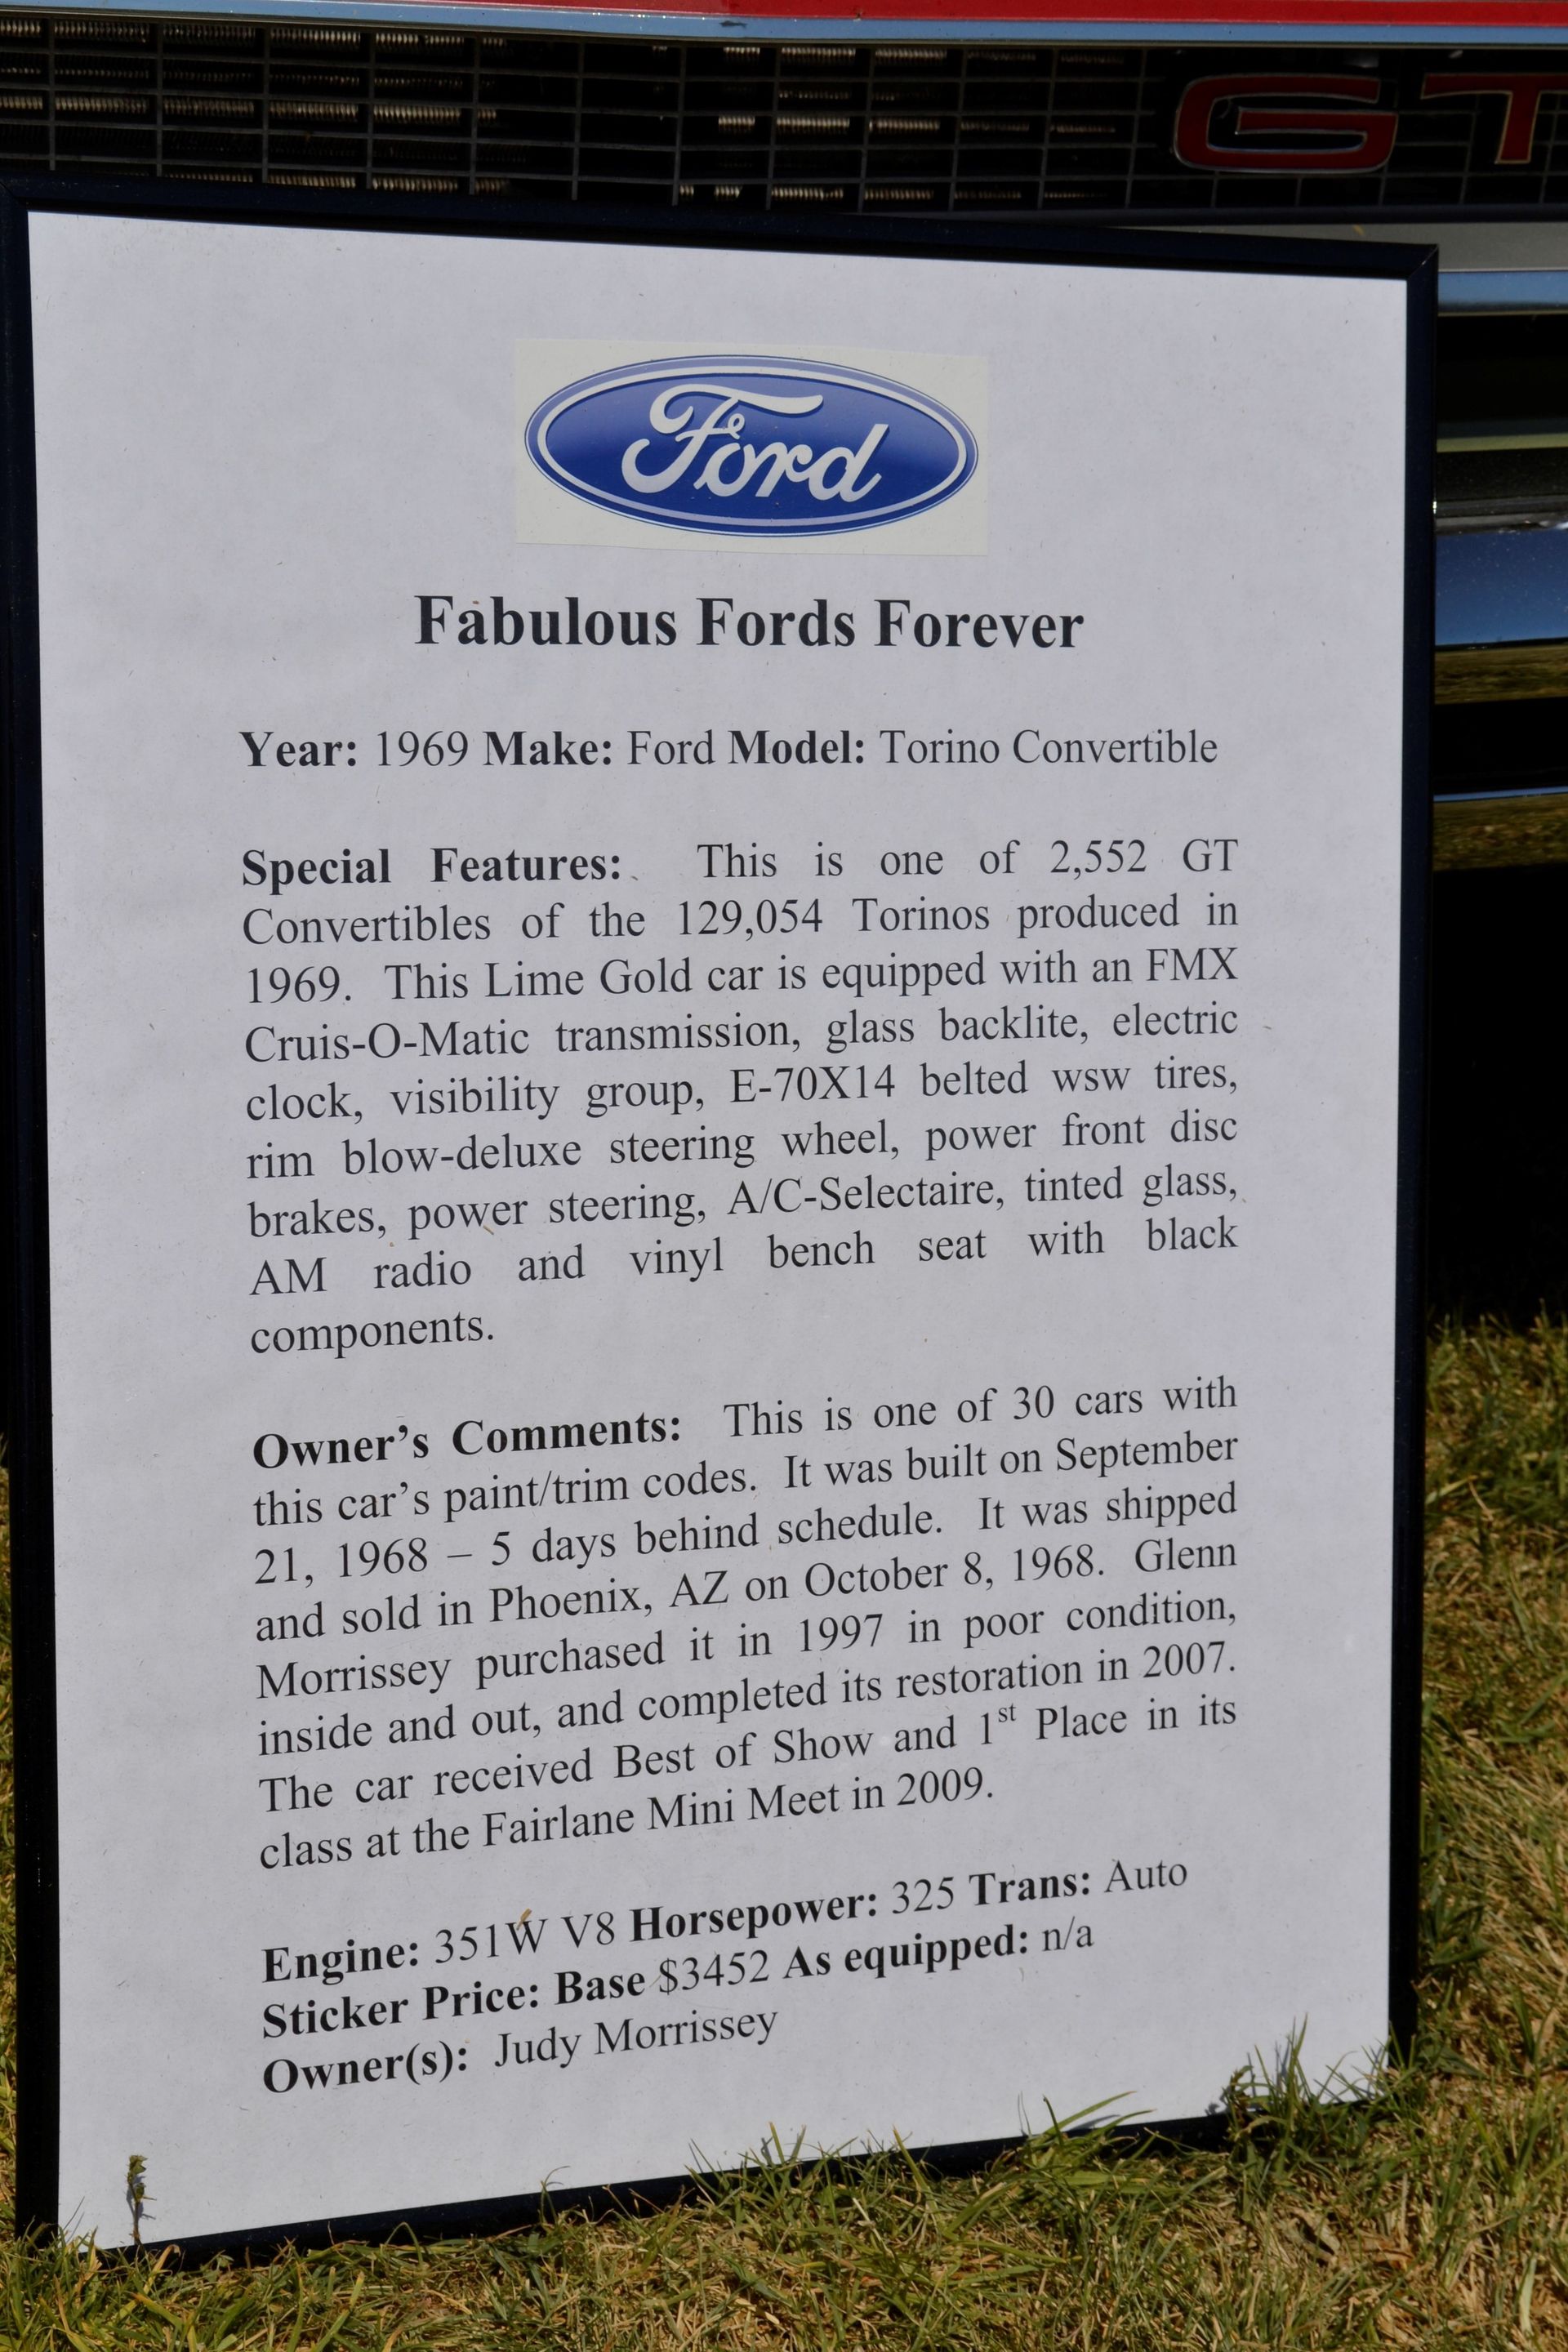 GT
Ford
Fabulous Fords Forever
Year: 1969 Make: Ford Model: Torino Convertible
Special Features: This is one of 2,552 GT
Convertibles of the 129,054 Torinos produced in
1969. This Lime Gold car is equipped with an FMX
Cruis-O-Matic transmission, glass backlite, electric
clock, visibility group, E-70X14 belted wsw tires,
rim blow-deluxe steering wheel, power front disc
brakes, power steering, A/C-Selectaire, tinted glass,
AM radio and vinyl bench seat with black
components.
Owner's Comments: This is one of 30 cars with
this car's paint/trim codes. It was built on September
21, 1968 – 5 days behind schedule. It was shipped
and sold in Phoenix, AZ on October 8, 1968. Glenn
Morrissey purchased it in 1997 in poor condition,
inside and out, and completed its restoration in 2007.
The car received Best of Show and 1st Place in its
class at the Fairlane Mini Meet in 2009.
Engine: 351W V8 Horsepower: 325 Trans: Auto
Sticker Price: Base $3452 As equipped: n/a
Owner(s): Judy Morrissey